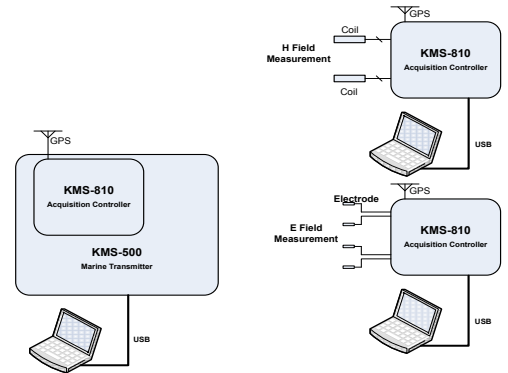 GPS
KMS-810
Acquisition Controller
KMS-500
Marine Transmitter
USB
GPS
Coil
H Field
Measurement
Coil
KMS-810
Acquisition Controller
USB
GPS
Electrode
E Field
Measurement
KMS-810
Acquisition Controller
USB